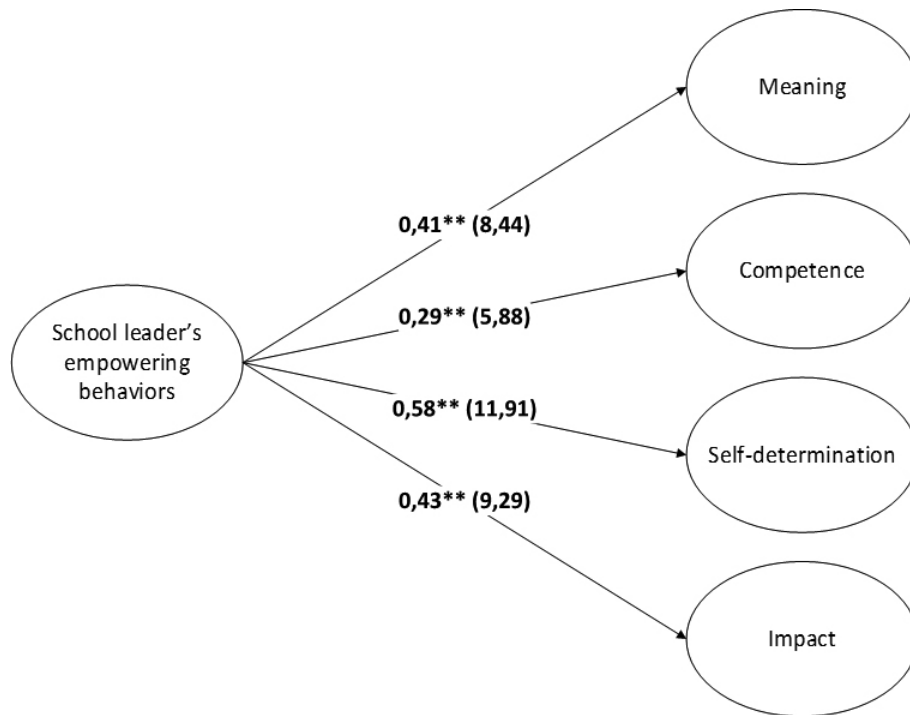 Meaning
0,41** (8,44)
Competence
0,29** (5,88)
School leader’s
empowering
behaviors
0,58** (11,91)
Self-determination
0,43** (9,29)
Impact